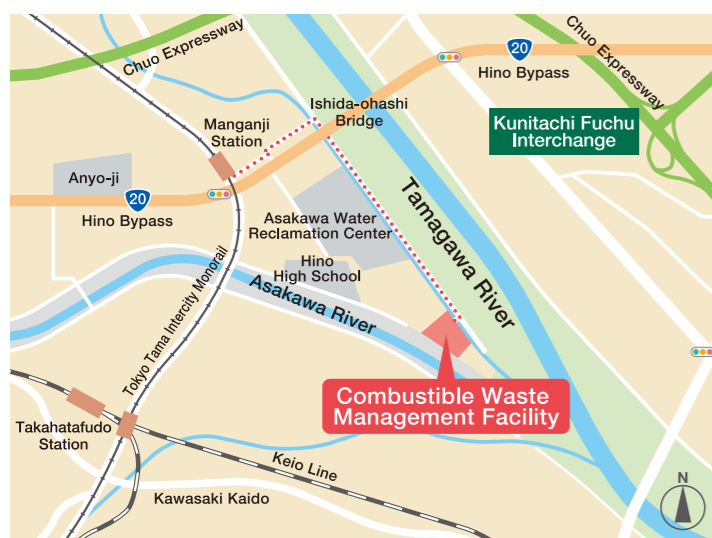 Chuo Expressway
20
Hino Bypass
Chuo Expressway
Ishida-ohashi
Bridge
Kunitachi Fuchu
Interchange
Manganji
Station
Anyo-ji
20
Hino Bypass
Asakawa Water
Reclamation Center
Tamagawa River
Hino
High School
Asakawa River
Tokyo Tama Intercity Monorail
Combustible Waste
Management Facility
Takahatafudo
Station
Keio Line
Kawasaki Kaido
N